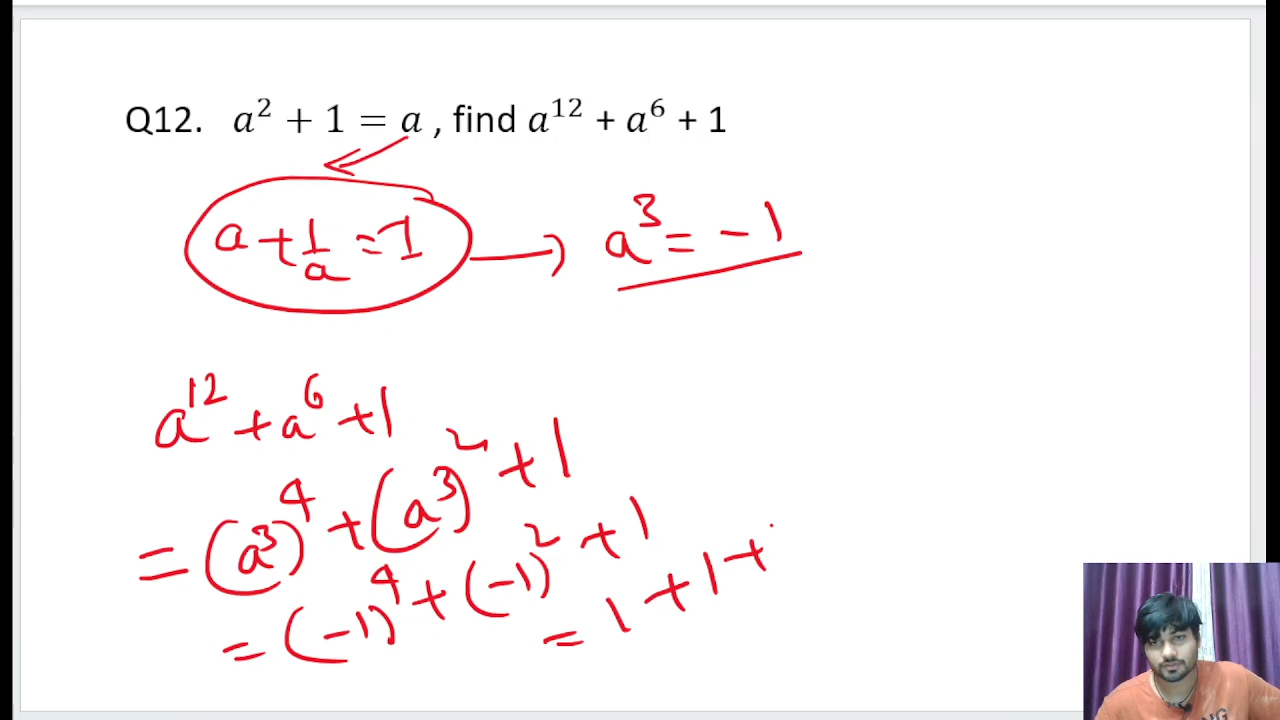 Q12. a² + 1 = a , find a¹² + a⁶ + 1
a + 1/a = 1 → a³ = -1
a¹² + a⁶ + 1
= (a³)⁴ + (a³)² + 1
= (-1)⁴ + (-1)² + 1
= 1 + 1 +
NG